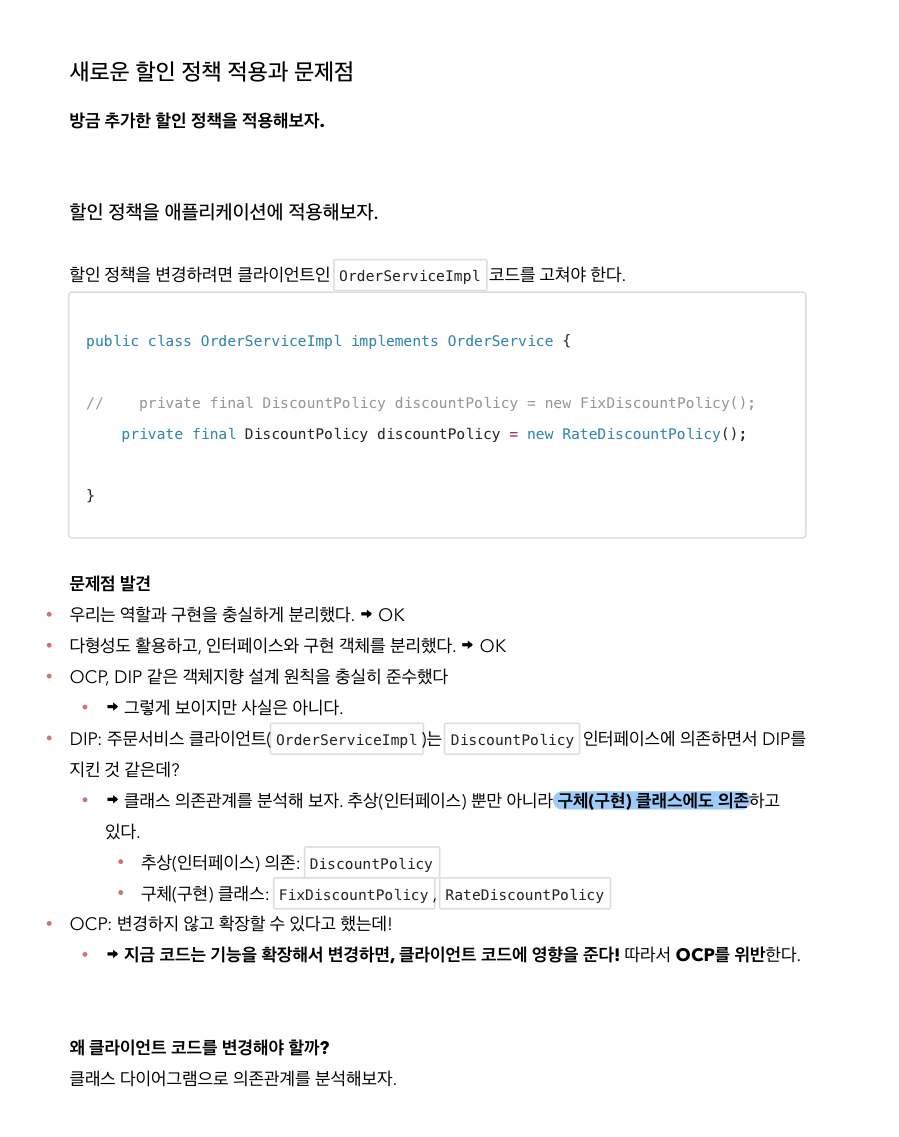 새로운 할인 정책 적용과 문제점
방금 추가한 할인 정책을 적용해보자.
할인 정책을 애플리케이션에 적용해보자.
할인 정책을 변경하려면 클라이언트인 OrderServiceImpl 코드를 고쳐야 한다.
public class OrderServiceImpl implements OrderService {
//    private final DiscountPolicy discountPolicy = new FixDiscountPolicy();
    private final DiscountPolicy discountPolicy = new RateDiscountPolicy();
}
문제점 발견
• 우리는 역할과 구현을 충실하게 분리했다. ➡ OK
• 다형성도 활용하고, 인터페이스와 구현 객체를 분리했다. ➡ OK
• OCP, DIP 같은 객체지향 설계 원칙을 충실히 준수했다
• ➡ 그렇게 보이지만 사실은 아니다.
• DIP: 주문서비스 클라이언트( OrderServiceImpl )는 DiscountPolicy 인터페이스에 의존하면서 DIP를
지킨 것 같은데?
• ➡ 클래스 의존관계를 분석해 보자. 추상(인터페이스) 뿐만 아니라 구체(구현) 클래스에도 의존하고
있다.
• 추상(인터페이스) 의존: DiscountPolicy
• 구체(구현) 클래스: FixDiscountPolicy , RateDiscountPolicy
• OCP: 변경하지 않고 확장할 수 있다고 했는데!
• ➡ 지금 코드는 기능을 확장해서 변경하면, 클라이언트 코드에 영향을 준다! 따라서 OCP를 위반한다.
왜 클라이언트 코드를 변경해야 할까?
클래스 다이어그램으로 의존관계를 분석해보자.